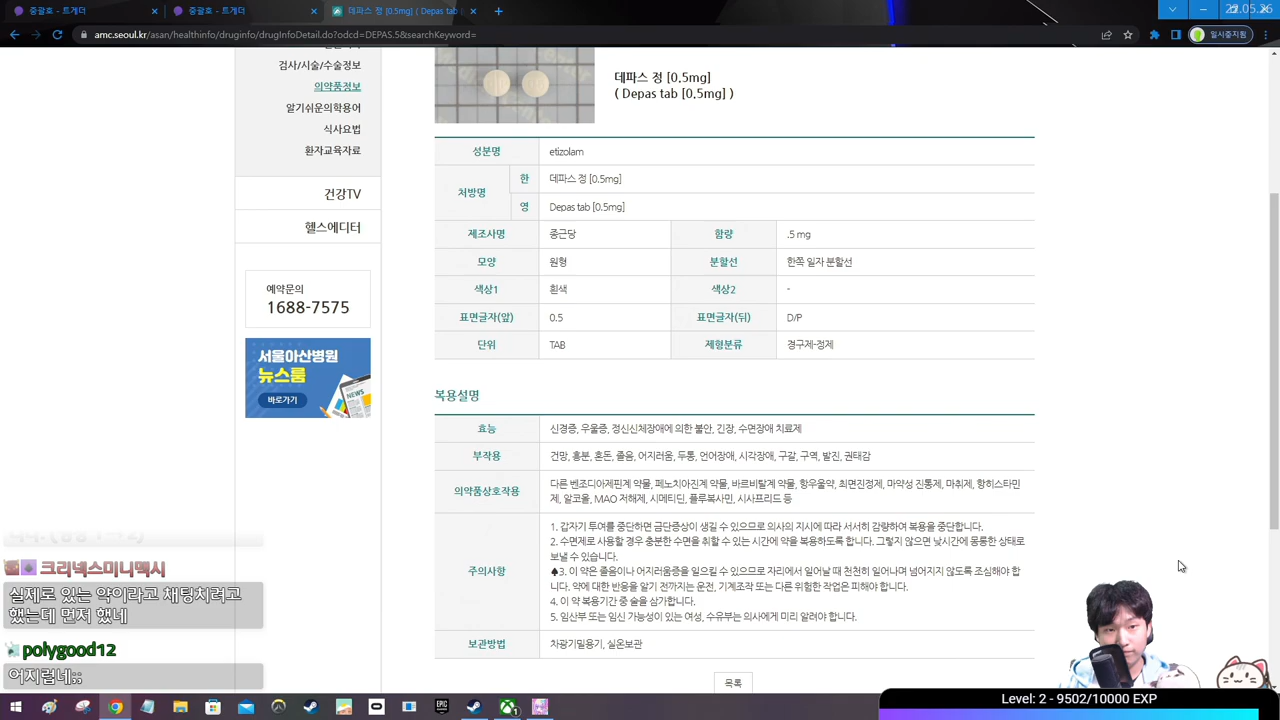 중괄호 - 트게더
중괄호 - 트게더
데파스 정 [0.5mg] ( Depas tab
22.05.26
amc.seoul.kr/asan/healthinfo/druginfo/drugInfoDetail.do?odcd=DEPAS.5&searchKeyword=
일시중지됨
검사/시술/수술정보
의약품정보
알기쉬운의학용어
식사요법
환자교육자료
건강TV
헬스에디터
예약문의
1688-7575
서울아산병원
뉴스룸
바로가기
NEWS
데파스 정 [0.5mg]
( Depas tab [0.5mg] )
성분명 etizolam
처방명 한 데파스 정 [0.5mg]
영 Depas tab [0.5mg]
제조사명 종근당 함량 .5 mg
모양 원형 분할선 한쪽 일자 분할선
색상1 흰색 색상2 -
표면글자(앞) 0.5 표면글자(뒤) D/P
단위 TAB 제형분류 경구제-정제
복용설명
효능 신경증, 우울증, 정신신체장애에 의한 불안, 긴장, 수면장애 치료제
부작용 건망, 흥분, 혼돈, 졸음, 어지러움, 두통, 언어장애, 시각장애, 구갈, 구역, 발진, 권태감
의약품상호작용 다른 벤조디아제핀계 약물, 페노치아진계 약물, 바르비탈계 약물, 항우울약, 최면진정제, 마약성 진통제, 마취제, 항히스타민
제, 알코올, MAO 저해제, 시메티딘, 플루복사민, 시사프리드 등
주의사항 1. 갑자기 투여를 중단하면 금단증상이 생길 수 있으므로 의사의 지시에 따라 서서히 감량하여 복용을 중단합니다.
2. 수면제로 사용할 경우 충분한 수면을 취할 수 있는 시간에 약을 복용하도록 합니다. 그렇지 않으면 낮시간에 몽롱한 상태로
보낼 수 있습니다.
♠3. 이 약은 졸음이나 어지러움증을 일으킬 수 있으므로 자리에서 일어날 때 천천히 일어나며 넘어지지 않도록 조심해야 합
니다. 약에 대한 반응을 알기 전까지는 운전, 기계조작 또는 다른 위험한 작업은 피해야 합니다.
4. 이 약 복용기간 중 술을 삼가합니다.
5. 임산부 또는 임신 가능성이 있는 여성, 수유부는 의사에게 미리 알려야 합니다.
보관방법 차광기밀용기, 실온보관
목록
크리넥스미니멕시
실제로 있는 약이라고 채팅치려고
했는데 먼저 했네
polygood12
어지럽네;;
Level: 2 - 9502/10000 EXP